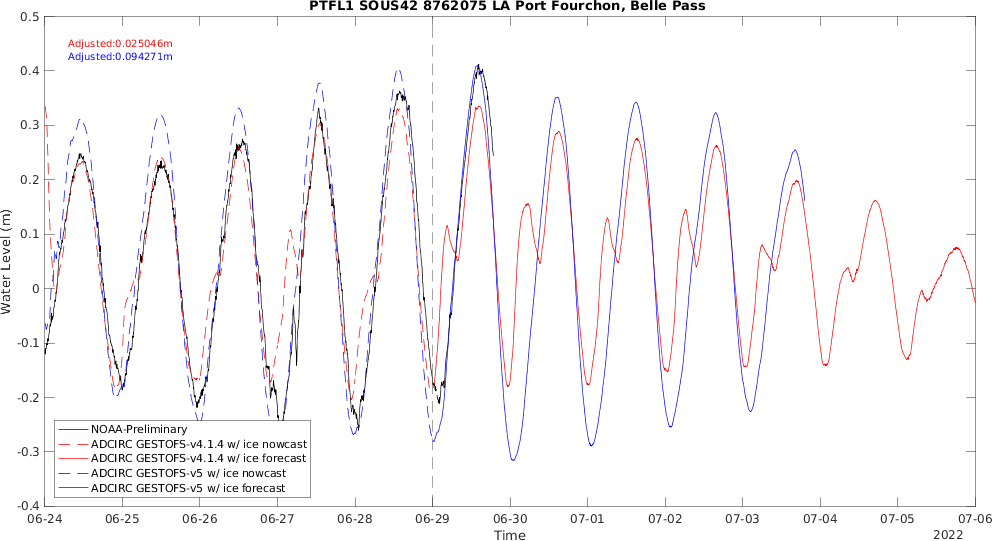 PTFL1 SOUS42 8762075 LA Port Fourchon, Belle Pass
Adjusted:0.025046m
Adjusted:0.094271m
Water Level (m)
0.5
0.4
0.3
0.2
0.1
0
-0.1
-0.2
-0.3
-0.4
NOAA-Preliminary
ADCIRC GESTOFS-v4.1.4 w/ ice nowcast
ADCIRC GESTOFS-v4.1.4 w/ ice forecast
ADCIRC GESTOFS-v5 w/ ice nowcast
ADCIRC GESTOFS-v5 w/ ice forecast
06-24 06-25 06-26 06-27 06-28 06-29 06-30 07-01 07-02 07-03 07-04 07-05 07-06
Time
2022